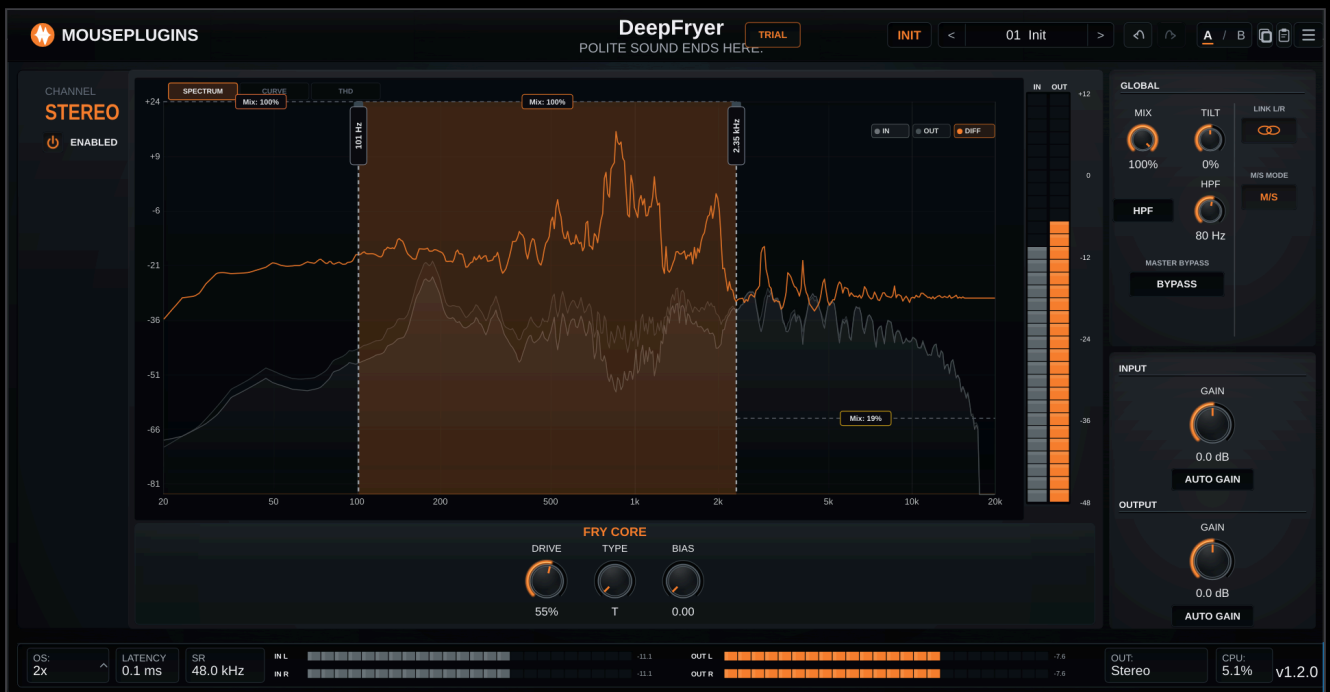 MOUSEPLUGINS
DeepFryer
TRIAL
POLITE SOUND ENDS HERE.
INIT
< 01 Init >
A / B
CHANNEL
STEREO
ENABLED
SPECTRUM CURVE THD
Mix: 100%
Mix: 100%
101 Hz
2.35 kHz
IN OUT DIFF
+24
+9
-6
-21
-36
-51
-66
-81
Mix: 19%
20 50 100 200 500 1k 2k 5k 10k 20k
IN OUT
+12
0
-12
-24
-36
-48
FRY CORE
DRIVE TYPE BIAS
55% T 0.00
GLOBAL
MIX TILT LINK L/R
100% 0%
M/S MODE
HPF
HPF
M/S
80 Hz
MASTER BYPASS
BYPASS
INPUT
GAIN
0.0 dB
AUTO GAIN
OUTPUT
GAIN
0.0 dB
AUTO GAIN
OS:
2x
LATENCY
0.1 ms
SR
48.0 kHz
IN L -11.1
IN R -11.1
OUT L -7.6
OUT R -7.6
OUT:
Stereo
CPU:
5.1%
v1.2.0